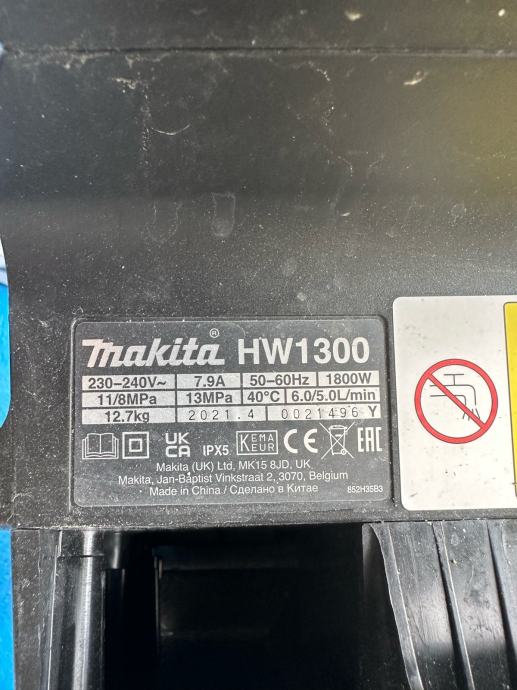 makita® HW1300
230-240V~ 7.9A 50-60Hz 1800W
11/8MPa 13MPa 40°C 6.0/5.0L/min
12.7kg 2021.4 0021496 Y
UK CA IPX5 KEMA KEUR CE EAC
Makita (UK) Ltd, MK15 8JD, UK
Makita, Jan-Baptist Vinkstraat 2, 3070, Belgium
Made in China / Сделано в Китае 852H35B3